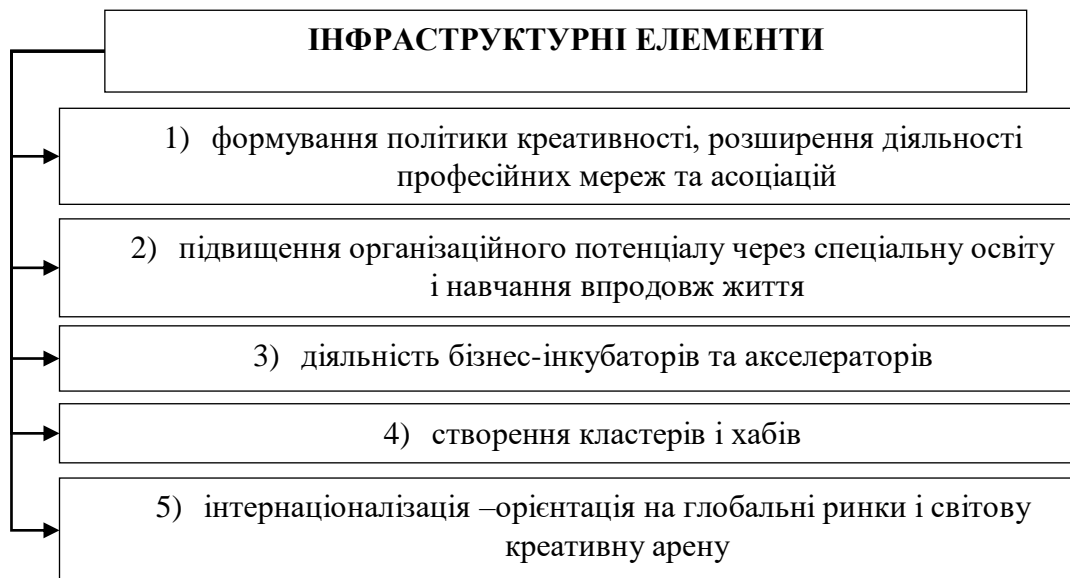 ІНФРАСТРУКТУРНІ ЕЛЕМЕНТИ
1) формування політики креативності, розширення діяльності
професійних мереж та асоціацій
2) підвищення організаційного потенціалу через спеціальну освіту
і навчання впродовж життя
3) діяльність бізнес-інкубаторів та акселераторів
4) створення кластерів і хабів
5) інтернаціоналізація –орієнтація на глобальні ринки і світову
креативну арену